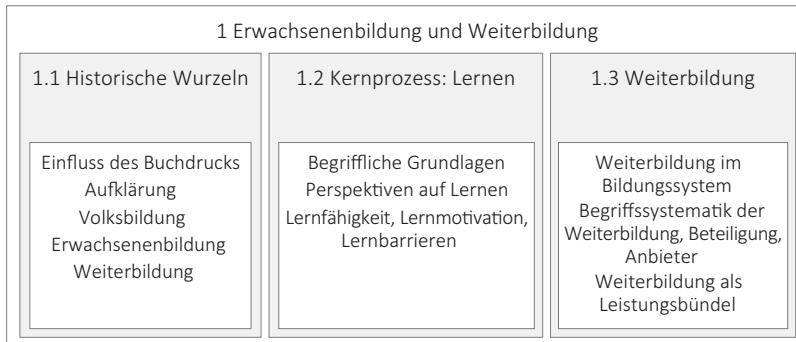 1 Erwachsenenbildung und Weiterbildung
1.1 Historische Wurzeln
Einfluss des Buchdrucks
Aufklärung
Volksbildung
Erwachsenenbildung
Weiterbildung
1.2 Kernprozess: Lernen
Begriffliche Grundlagen
Perspektiven auf Lernen
Lernfähigkeit, Lernmotivation,
Lernbarrieren
1.3 Weiterbildung
Weiterbildung im
Bildungssystem
Begriffssystematik der
Weiterbildung, Beteiligung,
Anbieter
Weiterbildung als
Leistungsbündel